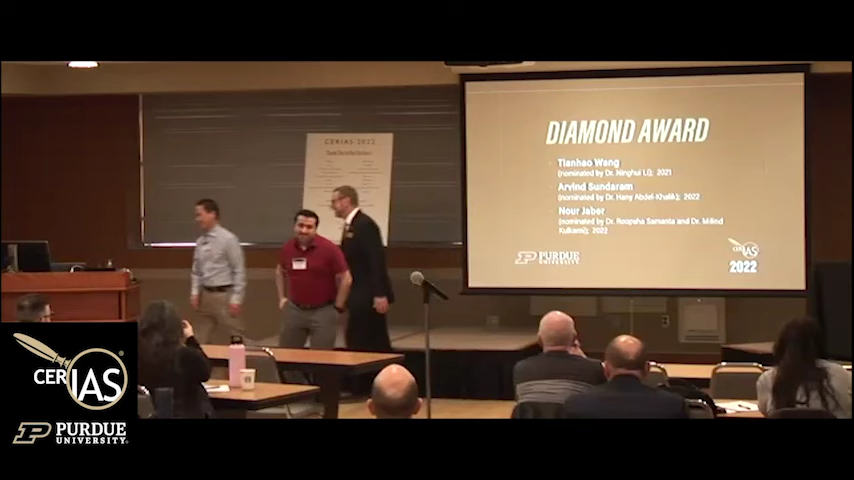 CERIAS 2022
DIAMOND AWARD
Tianhao Wang
(nominated by Dr. Ninghui Li); 2021
Arvind Sundaram
(nominated by Dr. Hany Abdel-Khalik); 2022
Nour Jaber
(nominated by Dr. Roopsha Samanta and Dr. Milind
Kulkarni); 2022
PURDUE
UNIVERSITY
CERIAS
2022
CERIAS
PURDUE
UNIVERSITY